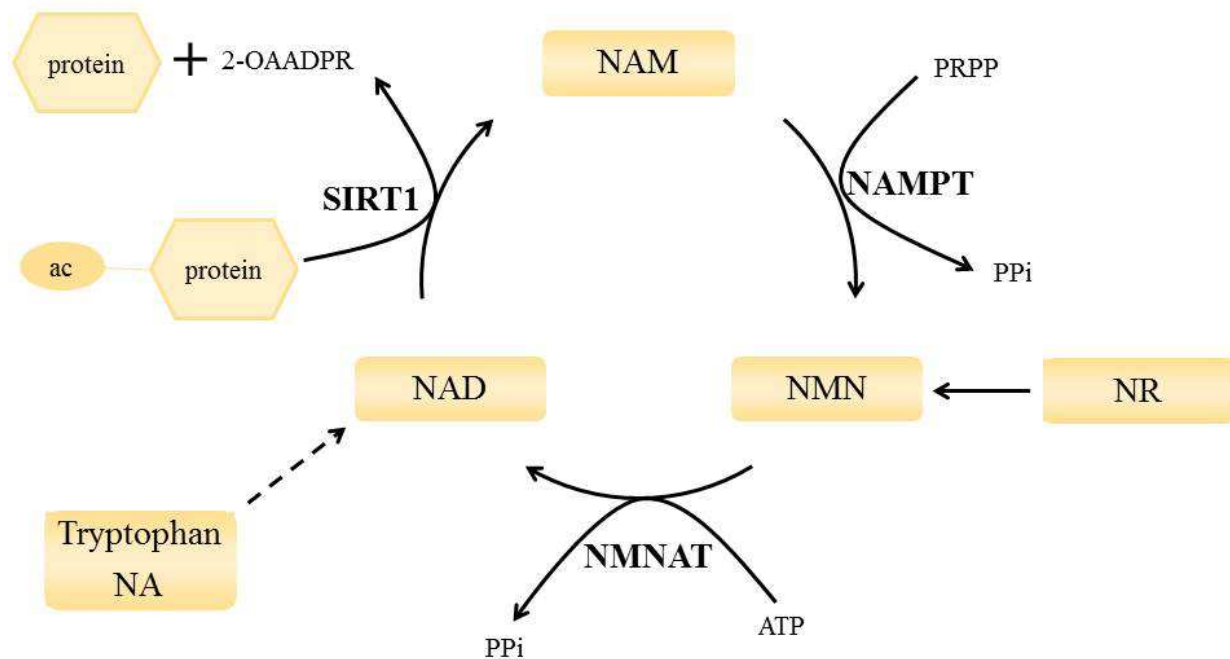 protein
+
2-OAADPR
NAM
PRPP
SIRT1
NAMPT
ac
protein
PPi
NAD
NMN
NR
Tryptophan
NA
NMNAT
PPi
ATP